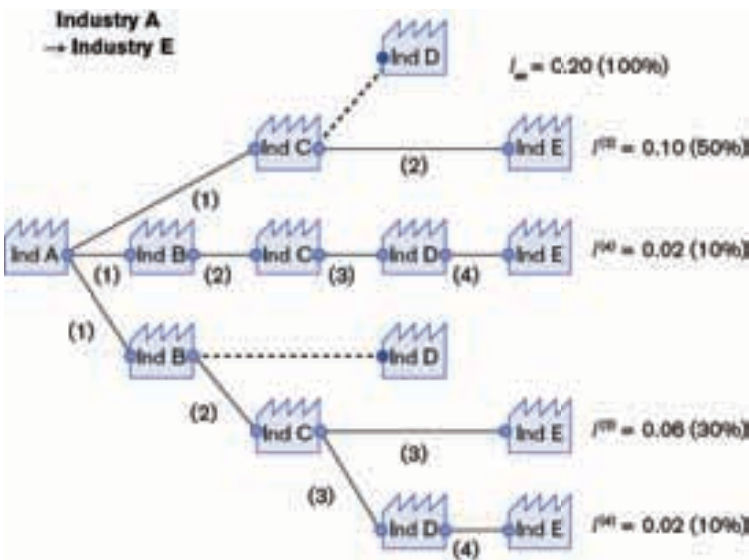 Industry A
→ Industry E
Ind D
= 0.20 (100%)
Ind C
(2)
Ind E
= 0.10 (50%)
(1)
Ind A
(1)
Ind B
(2)
Ind C
(3)
Ind D
(4)
Ind E
= 0.02 (10%)
(1)
Ind B
Ind D
(2)
Ind C
(3)
Ind E
= 0.06 (30%)
(3)
Ind D
(4)
Ind E
= 0.02 (10%)